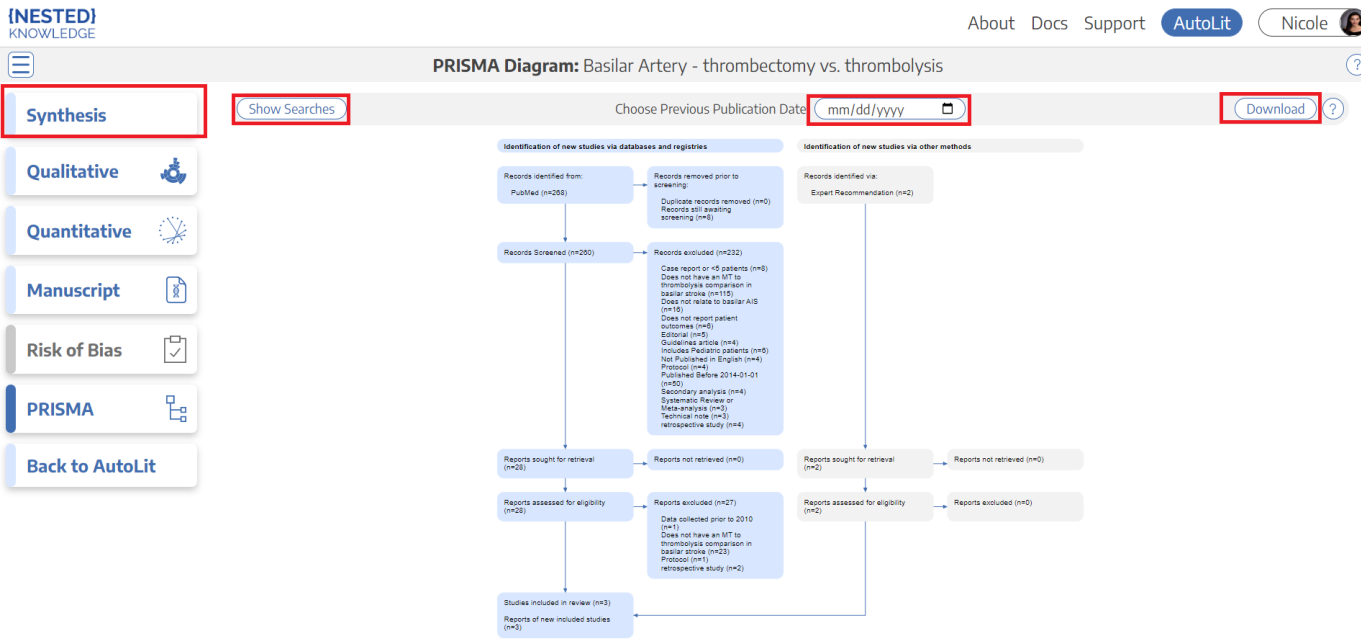 {NESTED}
KNOWLEDGE
About Docs Support AutoLit Nicole
PRISMA Diagram: Basilar Artery - thrombectomy vs. thrombolysis
?
Synthesis
Qualitative
Quantitative
Manuscript
Risk of Bias
PRISMA
Back to AutoLit
Show Searches
Choose Previous Publication Date
mm/dd/yyyy
Download
?
Identification of new studies via databases and registries
Identification of new studies via other methods
Records identified from:
PubMed (n=268)
Records removed prior to
screening:
Duplicate records removed (n=0)
Records still awaiting
screening (n=8)
Records identified via:
Expert Recommendation (n=2)
Records Screened (n=260)
Records excluded (n=232)
Case report or <5 patients (n=8)
Does not have an MT to
thrombolysis comparison in
basilar stroke (n=115)
Does not relate to basilar AIS
(n=16)
Does not report patient
outcomes (n=6)
Editorial (n=5)
Guidelines article (n=4)
Includes Pediatric patients (n=6)
Not Published in English (n=4)
Protocol (n=4)
Published Before 2014-01-01
(n=50)
Secondary analysis (n=4)
Systematic Review or
Meta-analysis (n=3)
Technical note (n=3)
retrospective study (n=4)
Reports sought for retrieval
(n=28)
Reports not retrieved (n=0)
Reports sought for retrieval
(n=2)
Reports not retrieved (n=0)
Reports assessed for eligibility
(n=28)
Reports excluded (n=27)
Data collected prior to 2010
(n=1)
Does not have an MT to
thrombolysis comparison in
basilar stroke (n=23)
Protocol (n=1)
retrospective study (n=2)
Reports assessed for eligibility
(n=2)
Reports excluded (n=0)
Studies included in review (n=3)
Reports of new included studies
(n=3)